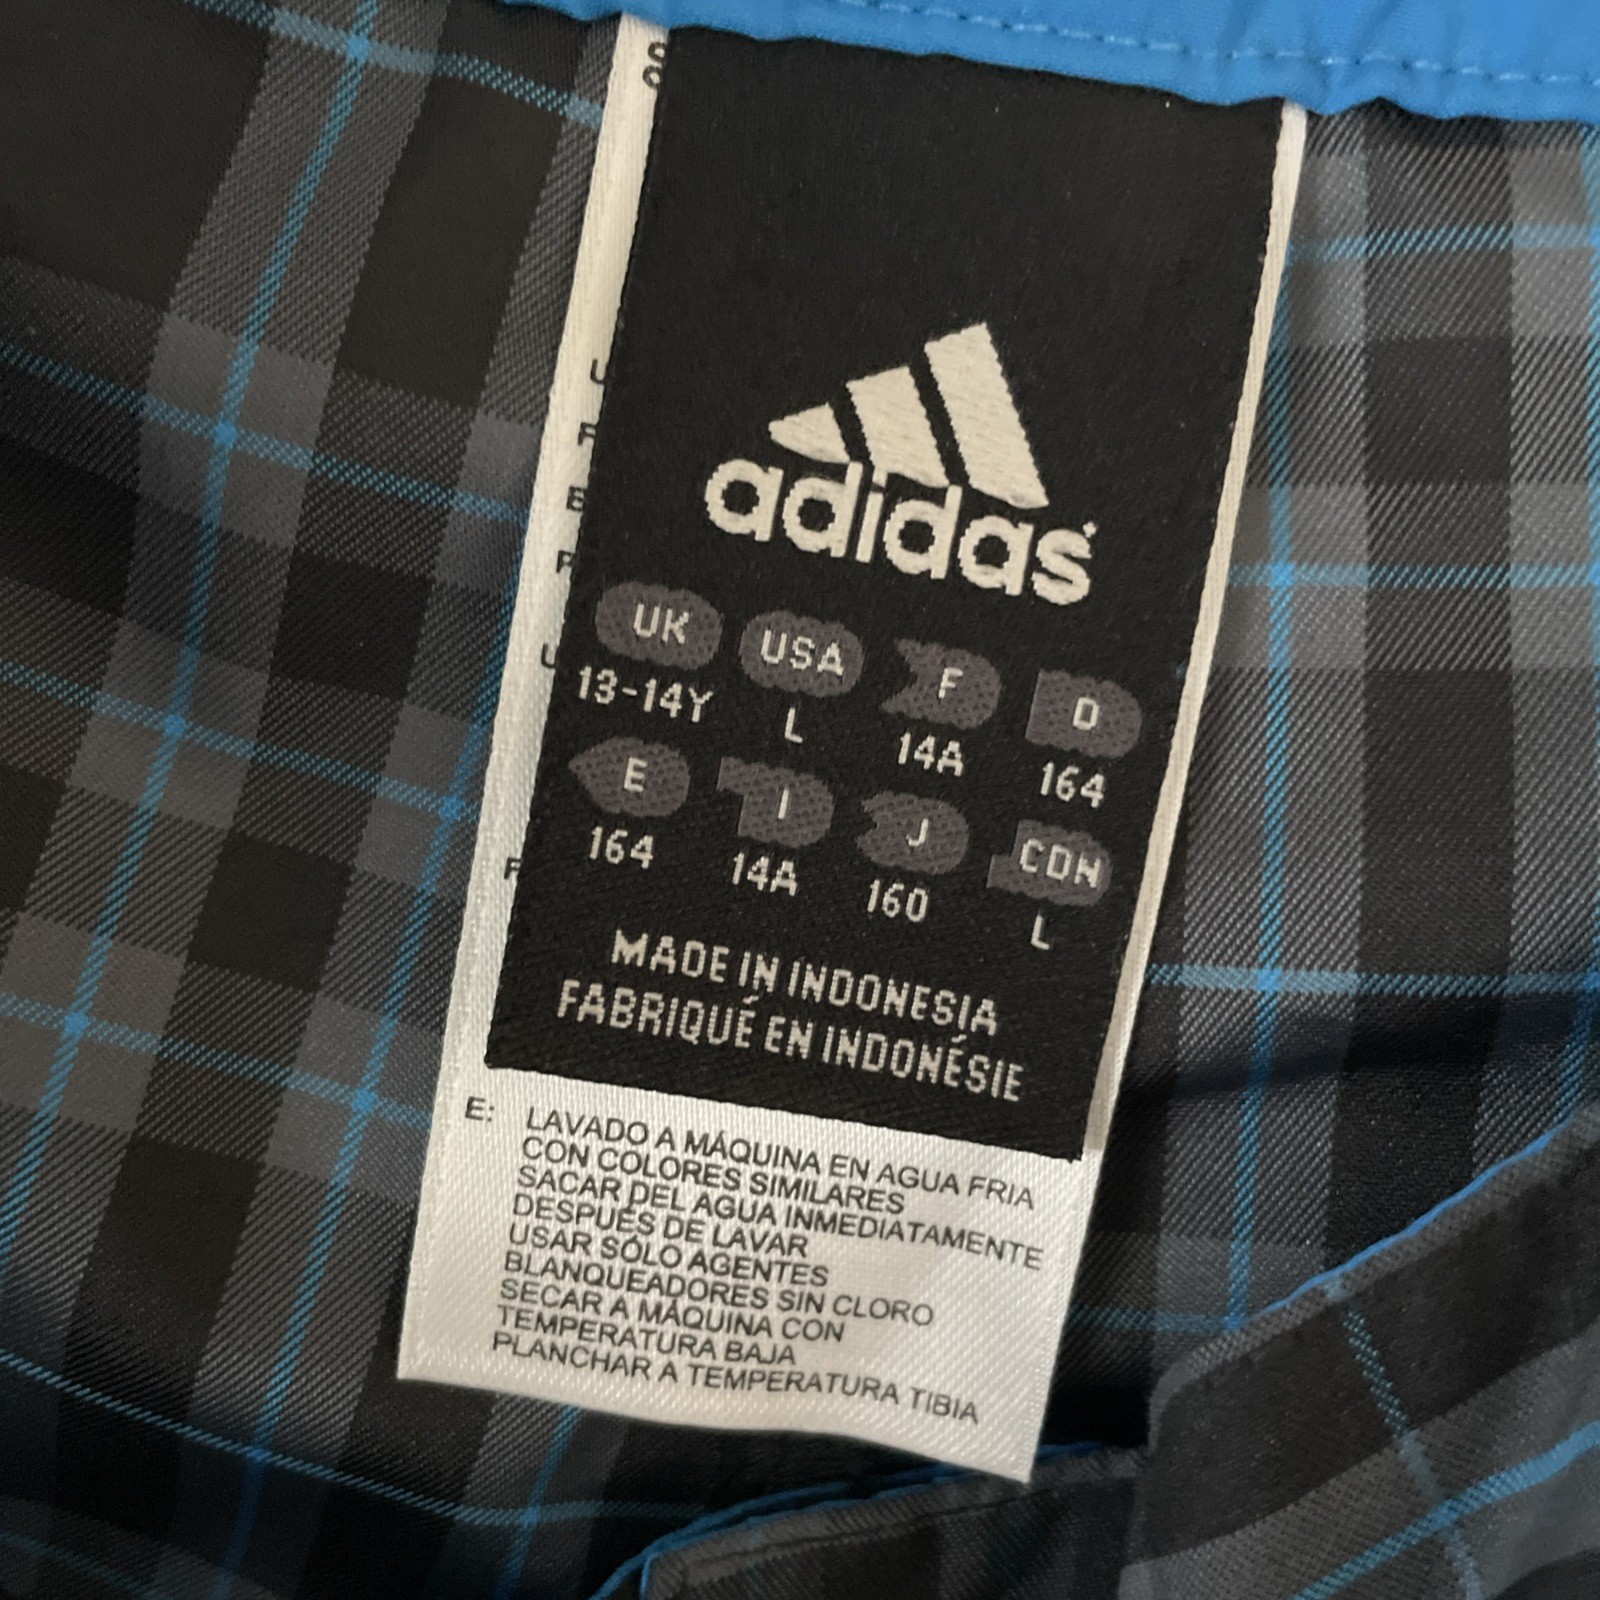 adidas
UK USA F D
13-14Y L 14A 164
E I J CDN
164 14A 160 L
MADE IN INDONESIA
FABRIQUÉ EN INDONÉSIE
E: LAVADO A MÁQUINA EN AGUA FRIA
CON COLORES SIMILARES
SACAR DEL AGUA INMEDIATAMENTE
DESPUÉS DE LAVAR
USAR SÓLO AGENTES
BLANQUEADORES SIN CLORO
SECAR A MÁQUINA CON
TEMPERATURA BAJA
PLANCHAR A TEMPERATURA TIBIA